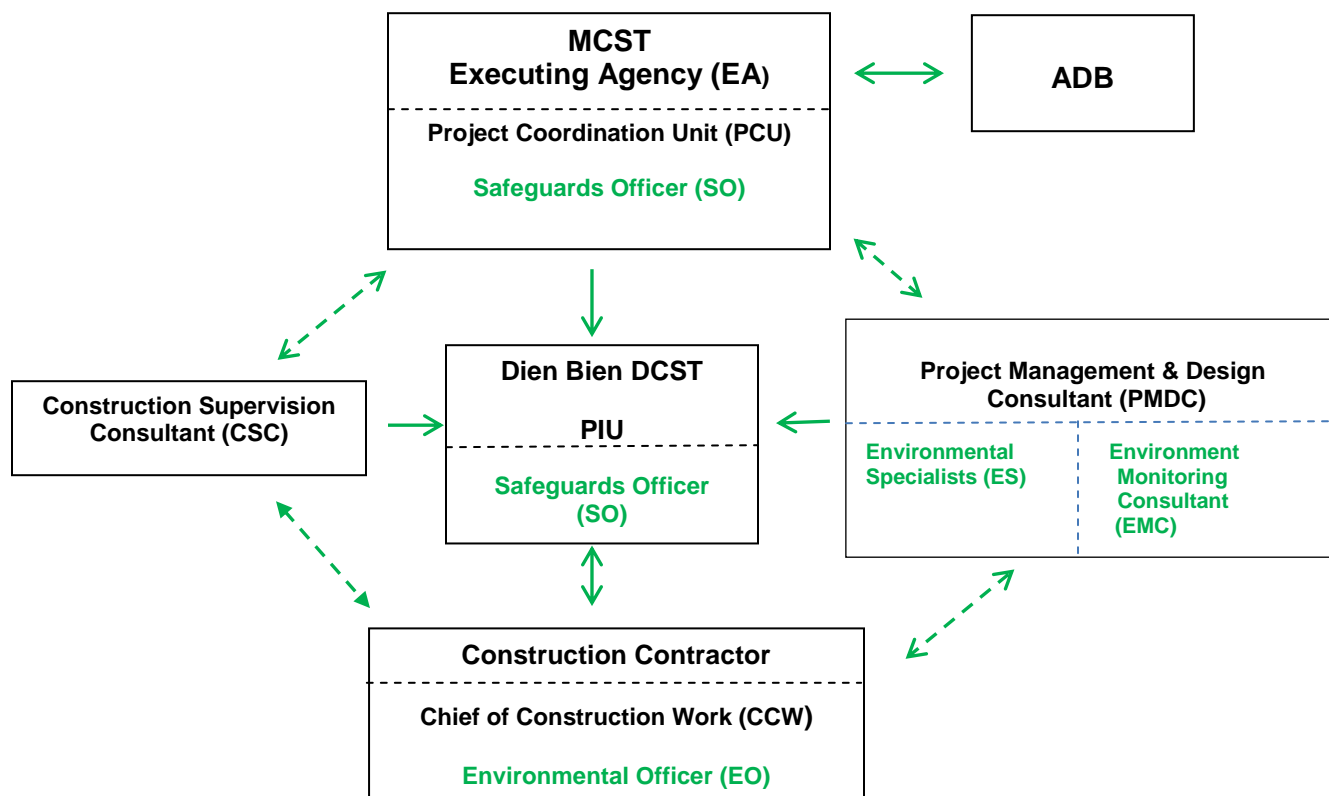 MCST
Executing Agency (EA)
Project Coordination Unit (PCU)
Safeguards Officer (SO)
ADB
Construction Supervision
Consultant (CSC)
Dien Bien DCST
PIU
Safeguards Officer
(SO)
Project Management & Design
Consultant (PMDC)
Environmental
Specialists (ES)
Environment
Monitoring
Consultant
(EMC)
Construction Contractor
Chief of Construction Work (CCW)
Environmental Officer (EO)